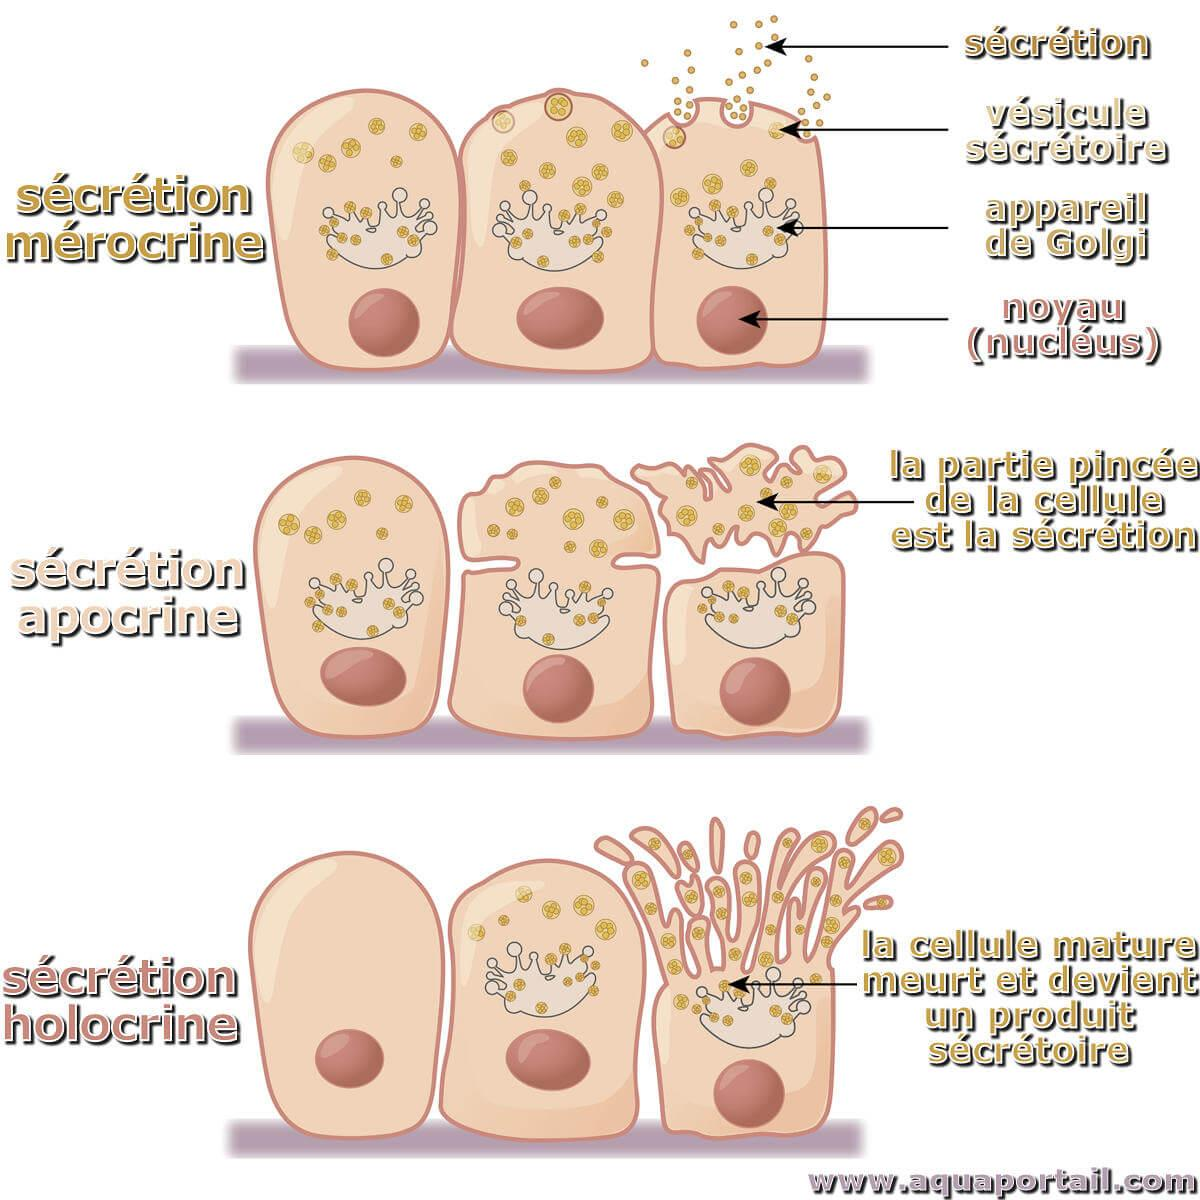 sécrétion
vésicule
sécrétoire
sécrétion
mérocrine
appareil
de Golgi
noyau
(nucléus)
la partie pincée
de la cellule
est la sécrétion
sécrétion
apocrine
sécrétion
holocrine
la cellule mature
meurt et devient
un produit
sécrétoire
www.aquaportail.com